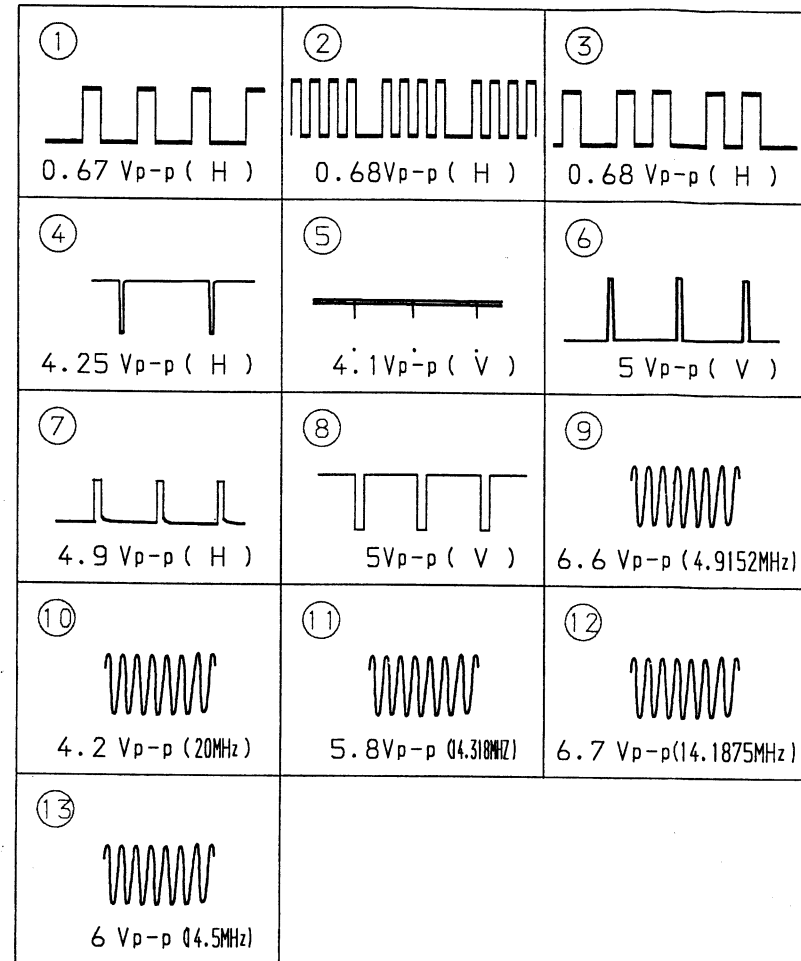 ①
0.67 Vp-p ( H )
②
0.68Vp-p ( H )
③
0.68 Vp-p ( H )
④
4.25 Vp-p ( H )
⑤
4.1Vp-p ( V )
⑥
5 Vp-p ( V )
⑦
4.9 Vp-p ( H )
⑧
5Vp-p ( V )
⑨
6.6 Vp-p (4.9152MHz)
⑩
4.2 Vp-p (20MHz)
⑪
5.8Vp-p (14.318MHZ)
⑫
6.7 Vp-p(14.1875MHz)
⑬
6 Vp-p (14.5MHz)